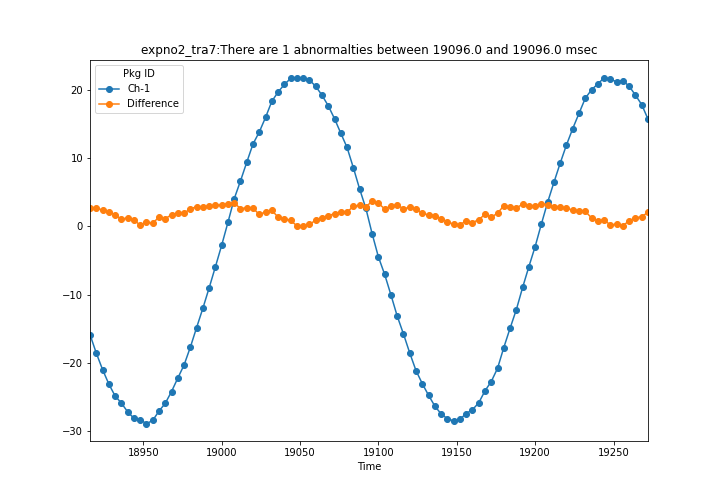 expno2_tra7:There are 1 abnormalties between 19096.0 and 19096.0 msec
Pkg ID
Ch-1
Difference
20
10
0
−10
−20
−30
18950 19000 19050 19100 19150 19200 19250
Time